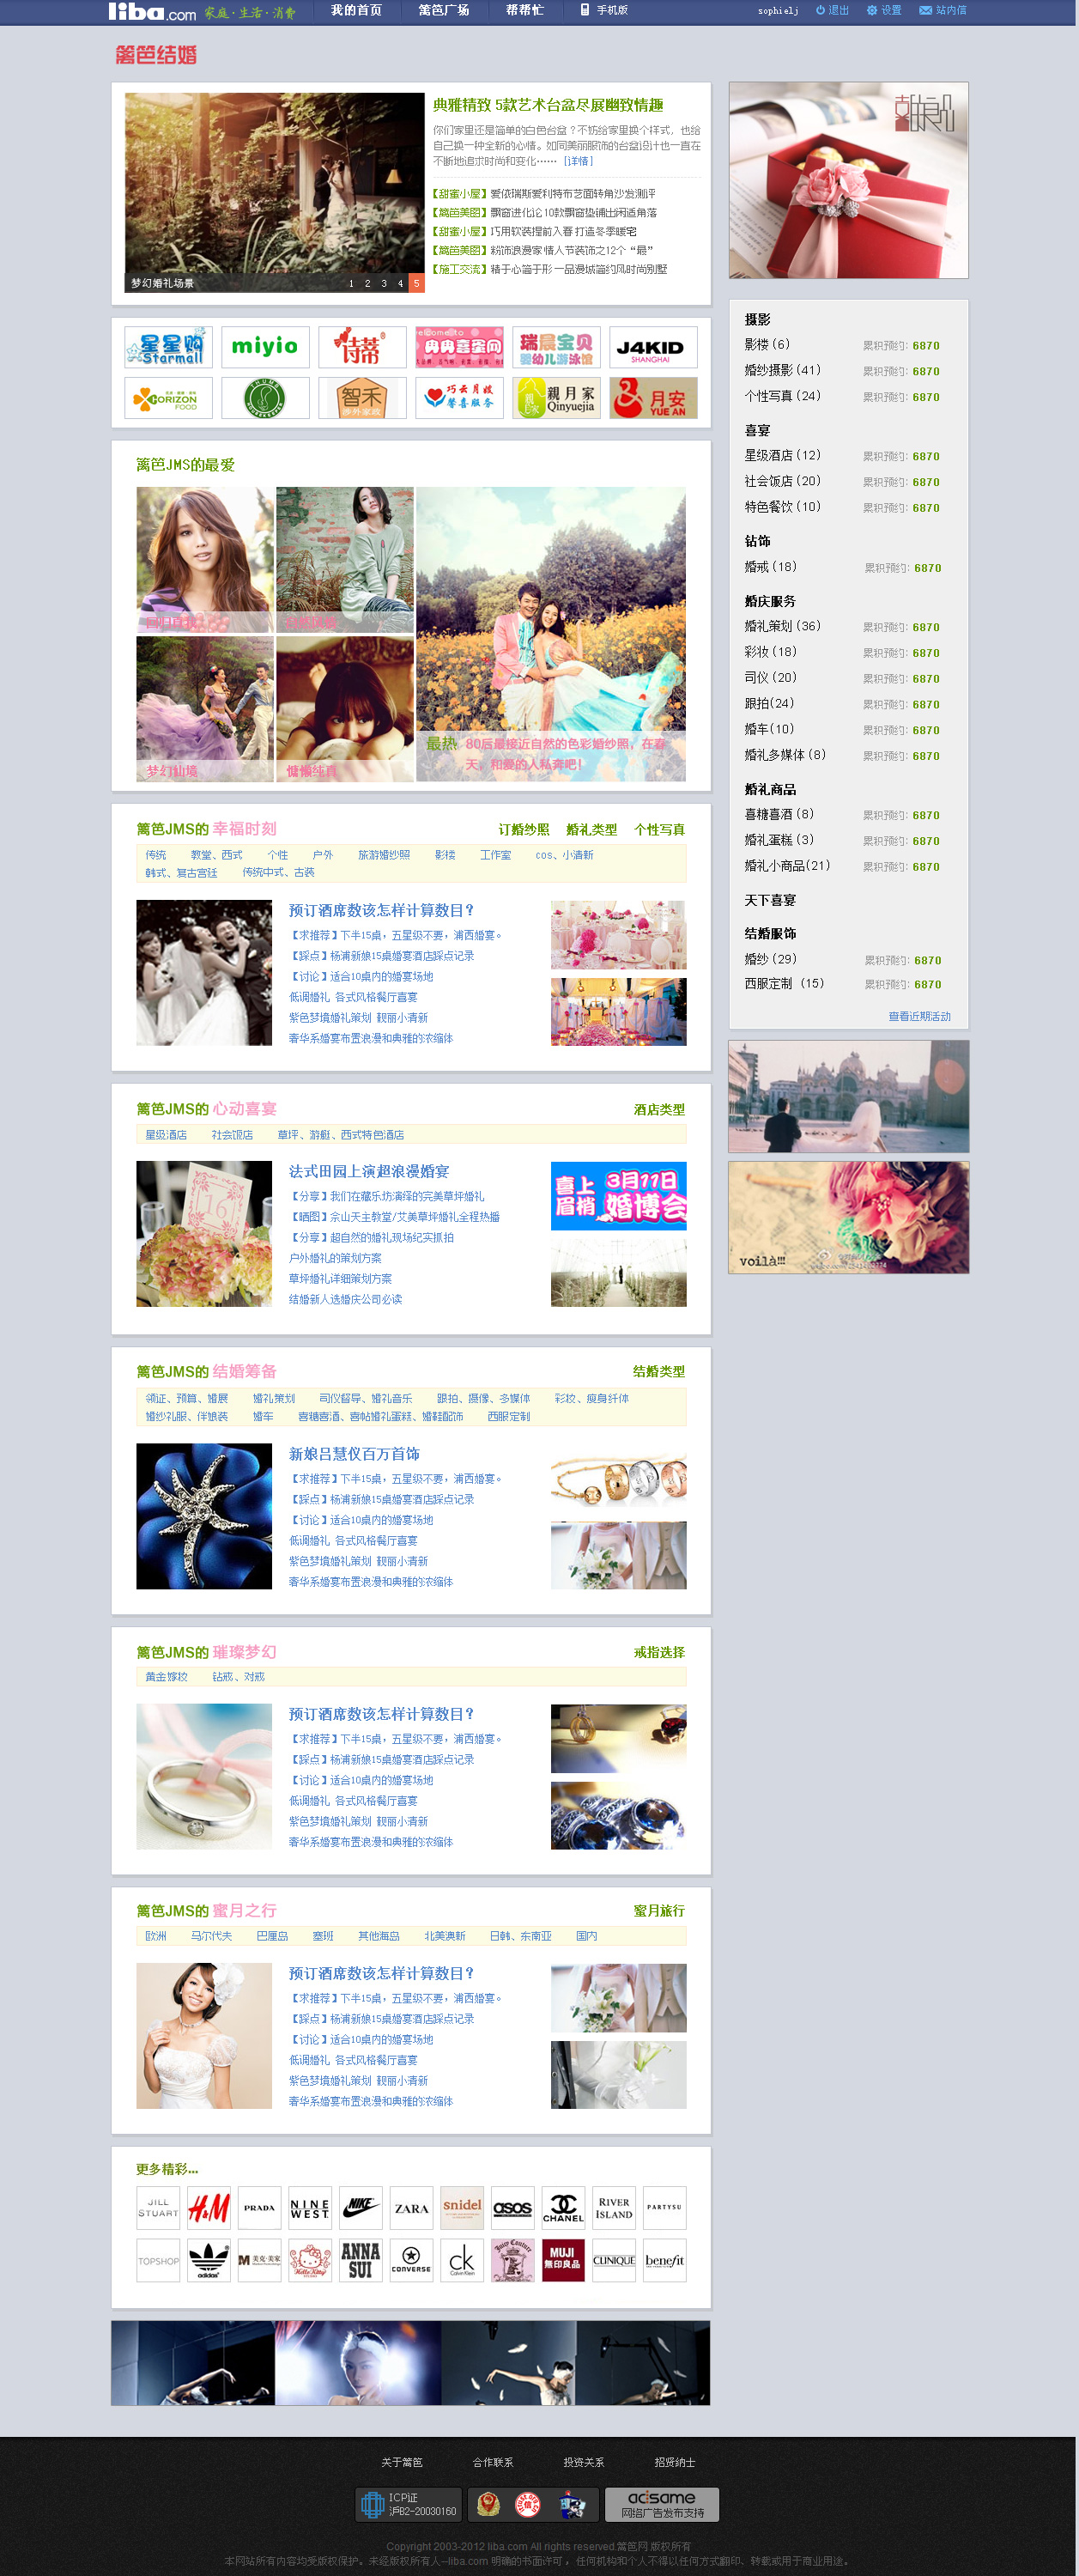 liba.com 家庭·生活·消费 我的首页 篱笆广场 帮帮忙 手机版 sophielj 退出 设置 站内信
篱笆结婚
典雅精致 5款艺术台盆尽展幽致情趣
你们家里还是简单的白色台盆？不妨给家里换个样式，也给
自己换一种全新的心情。如同美丽服饰的台盆设计也一直在
不断地追求时尚和变化…… [详情]
【甜蜜小屋】爱依瑞斯爱利特布艺面转角沙发测评
【篱笆美图】飘窗进化论10款飘窗垫铺出闲适角落
【甜蜜小屋】巧用软装提前入春 打造冬季暖宅
【篱笆美图】粉饰浪漫家 情人节装饰之12个“最”
【施工交流】精于心简于形 一品漫城简约风时尚别墅
梦幻婚礼场景 1 2 3 4 5
星星购 Starmall
miyio
诗蒂
welcome to 冉冉喜蛋网
瑞晨宝贝 婴幼儿游泳馆
J4KID SHANGHAI
HORIZON FOOD
智禾 涉外家政
巧云月嫂 馨喜服务
親月家 Qinyuejia
月安 YUE AN
篱笆JMS的最爱
梦幻仙境
慵懒纯真
最热 80后最接近自然的色彩婚纱照，在春
天，和爱的人私奔吧！
篱笆JMS的 幸福时刻 订婚纱照 婚礼类型 个性写真
传统 教堂、西式 个性 户外 旅游婚纱照 影楼 工作室 cos、小清新
韩式、复古宫廷 传统中式、古装
预订酒席数该怎样计算数目？
【求推荐】下半15桌，五星级不要，浦西婚宴。
【踩点】杨浦新娘15桌婚宴酒店踩点记录
【讨论】适合10桌内的婚宴场地
低调婚礼 各式风格餐厅喜宴
紫色梦境婚礼策划 靓丽小清新
奢华系婚宴布置浪漫和典雅的浓缩体
篱笆JMS的 心动喜宴 酒店类型
星级酒店 社会饭店 草坪、游艇、西式特色酒店
法式田园上演超浪漫婚宴
【分享】我们在藏乐坊演绎的完美草坪婚礼
【晒图】佘山天主教堂/艾美草坪婚礼全程热播
【分享】超自然的婚礼现场纪实抓拍
户外婚礼的策划方案
草坪婚礼详细策划方案
结婚新人选婚庆公司必读
116
喜上眉梢 3月11日 婚博会
篱笆JMS的 结婚筹备 结婚类型
领证、预算、婚展 婚礼策划 司仪督导、婚礼音乐 跟拍、摄像、多媒体 彩妆、瘦身纤体
婚纱礼服、伴娘装 婚车 喜糖喜酒、喜帖婚礼蛋糕、婚鞋配饰 西服定制
新娘吕慧仪百万首饰
【求推荐】下半15桌，五星级不要，浦西婚宴。
【踩点】杨浦新娘15桌婚宴酒店踩点记录
【讨论】适合10桌内的婚宴场地
低调婚礼 各式风格餐厅喜宴
紫色梦境婚礼策划 靓丽小清新
奢华系婚宴布置浪漫和典雅的浓缩体
篱笆JMS的 璀璨梦幻 戒指选择
黄金嫁妆 钻戒、对戒
预订酒席数该怎样计算数目？
【求推荐】下半15桌，五星级不要，浦西婚宴。
【踩点】杨浦新娘15桌婚宴酒店踩点记录
【讨论】适合10桌内的婚宴场地
低调婚礼 各式风格餐厅喜宴
紫色梦境婚礼策划 靓丽小清新
奢华系婚宴布置浪漫和典雅的浓缩体
篱笆JMS的 蜜月之行 蜜月旅行
欧洲 马尔代夫 巴厘岛 塞班 其他海岛 北美澳新 日韩、东南亚 国内
预订酒席数该怎样计算数目？
【求推荐】下半15桌，五星级不要，浦西婚宴。
【踩点】杨浦新娘15桌婚宴酒店踩点记录
【讨论】适合10桌内的婚宴场地
低调婚礼 各式风格餐厅喜宴
紫色梦境婚礼策划 靓丽小清新
奢华系婚宴布置浪漫和典雅的浓缩体
更多精彩...
JILL STUART H&M PRADA NINE WEST NIKE ZARA snidel asos CHANEL RIVER ISLAND PARTYSU
TOPSHOP adidas 美克·美家 Hello Kitty ANNA SUI CONVERSE ck Calvin Klein Juicy Couture MUJI 無印良品 CLINIQUE benefit
摄影
影楼 (6) 累积预约: 6870
婚纱摄影 (41) 累积预约: 6870
个性写真 (24) 累积预约: 6870
喜宴
星级酒店 (12) 累积预约: 6870
社会饭店 (20) 累积预约: 6870
特色餐饮 (10) 累积预约: 6870
钻饰
婚戒 (18) 累积预约: 6870
婚庆服务
婚礼策划 (36) 累积预约: 6870
彩妆 (18) 累积预约: 6870
司仪 (20) 累积预约: 6870
跟拍(24) 累积预约: 6870
婚车(10) 累积预约: 6870
婚礼多媒体 (8) 累积预约: 6870
婚礼商品
喜糖喜酒 (8) 累积预约: 6870
婚礼蛋糕 (3) 累积预约: 6870
婚礼小商品(21) 累积预约: 6870
天下喜宴
结婚服饰
婚纱 (29) 累积预约: 6870
西服定制 (15) 累积预约: 6870
查看近期活动
voilà!!!
关于篱笆 合作联系 投资关系 招贤纳士
ICP证
沪B2-20030160
acisame
网络广告发布支持
Copyright 2003-2012 liba.com All rights reserved.篱笆网 版权所有
本网站所有内容均受版权保护。未经版权所有人--liba.com 明确的书面许可，任何机构和个人不得以任何方式翻印、转载或用于商业用途。